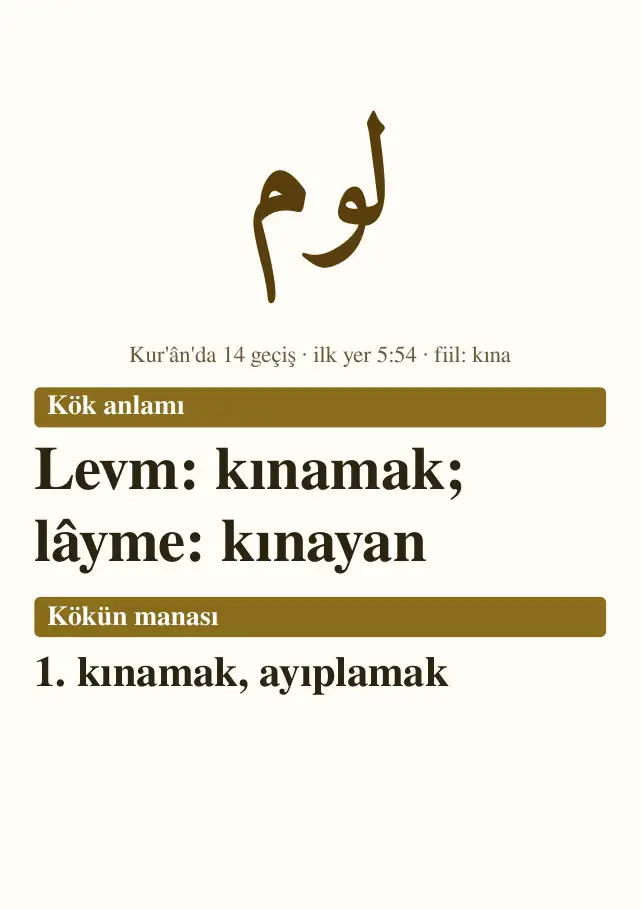 لوم
Kur'ân'da 14 geçiş · ilk yer 5:54 · fiil: kına
Kök anlamı
Levm: kınamak;
lâyme: kınayan
Kökün manası
1. kınamak, ayıplamak